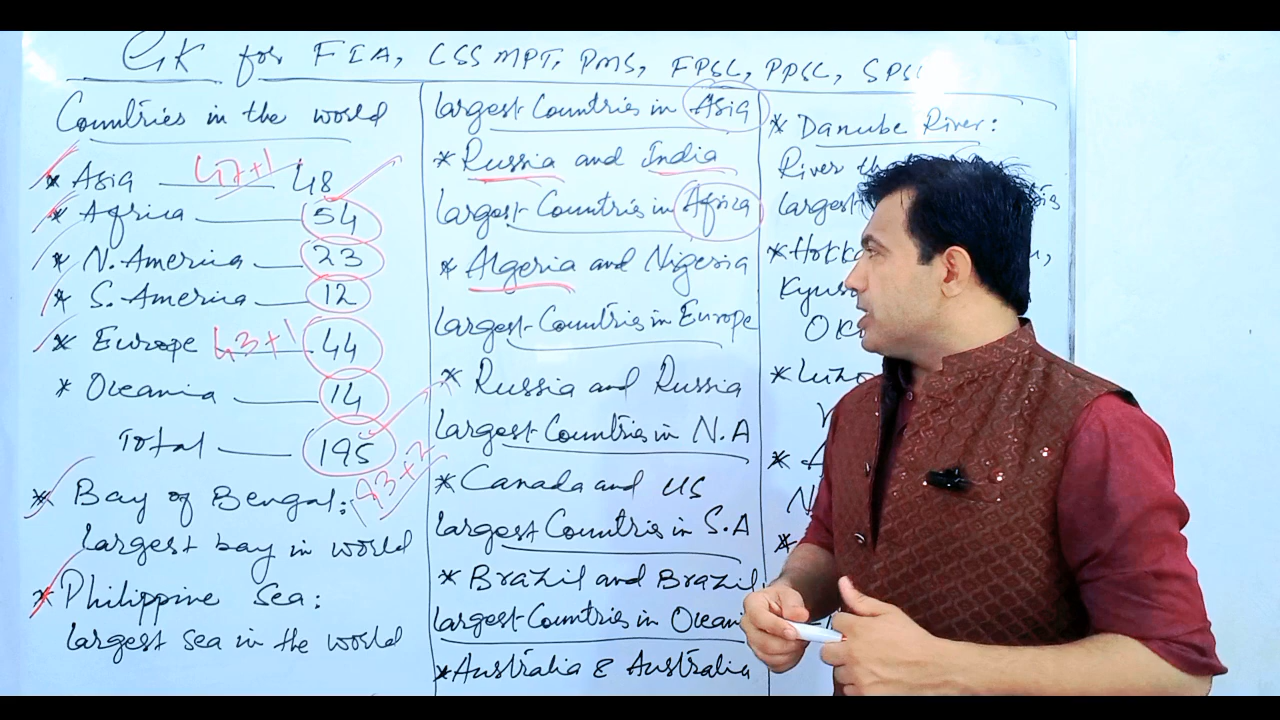 GK for FIA, CSS MPT, PMS, FPSC, PPSC, SPSC
Countries in the world
* Asia 47+1 48
* Africa 54
* N. America 23
* S. America 12
* Europe 43+1 44
* Oceania 14
Total 195
193+2
* Bay of Bengal:
largest bay in world
* Philippine Sea:
largest sea in the world
largest Countries in Asia
* Russia and India
largest Countries in Africa
* Algeria and Nigeria
largest Countries in Europe
* Russia and Russia
largest Countries in N.A
* Canada and US
largest Countries in S.A
* Brazil and Brazil
largest Countries in Ocean
* Australia & Australia
* Danube River:
River
largest